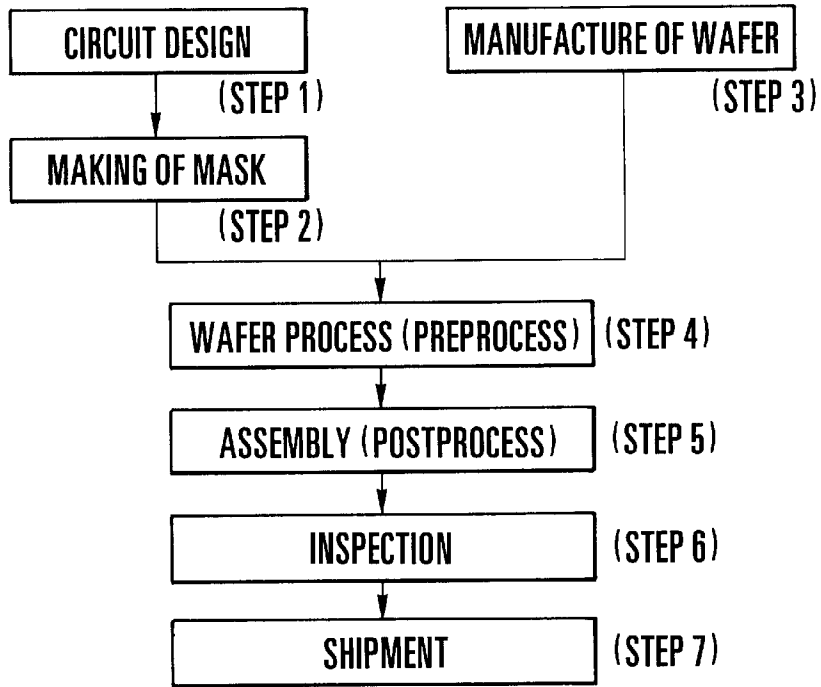 CIRCUIT DESIGN
(STEP 1)
MAKING OF MASK
(STEP 2)
MANUFACTURE OF WAFER
(STEP 3)
WAFER PROCESS (PREPROCESS) (STEP 4)
ASSEMBLY (POSTPROCESS) (STEP 5)
INSPECTION (STEP 6)
SHIPMENT (STEP 7)